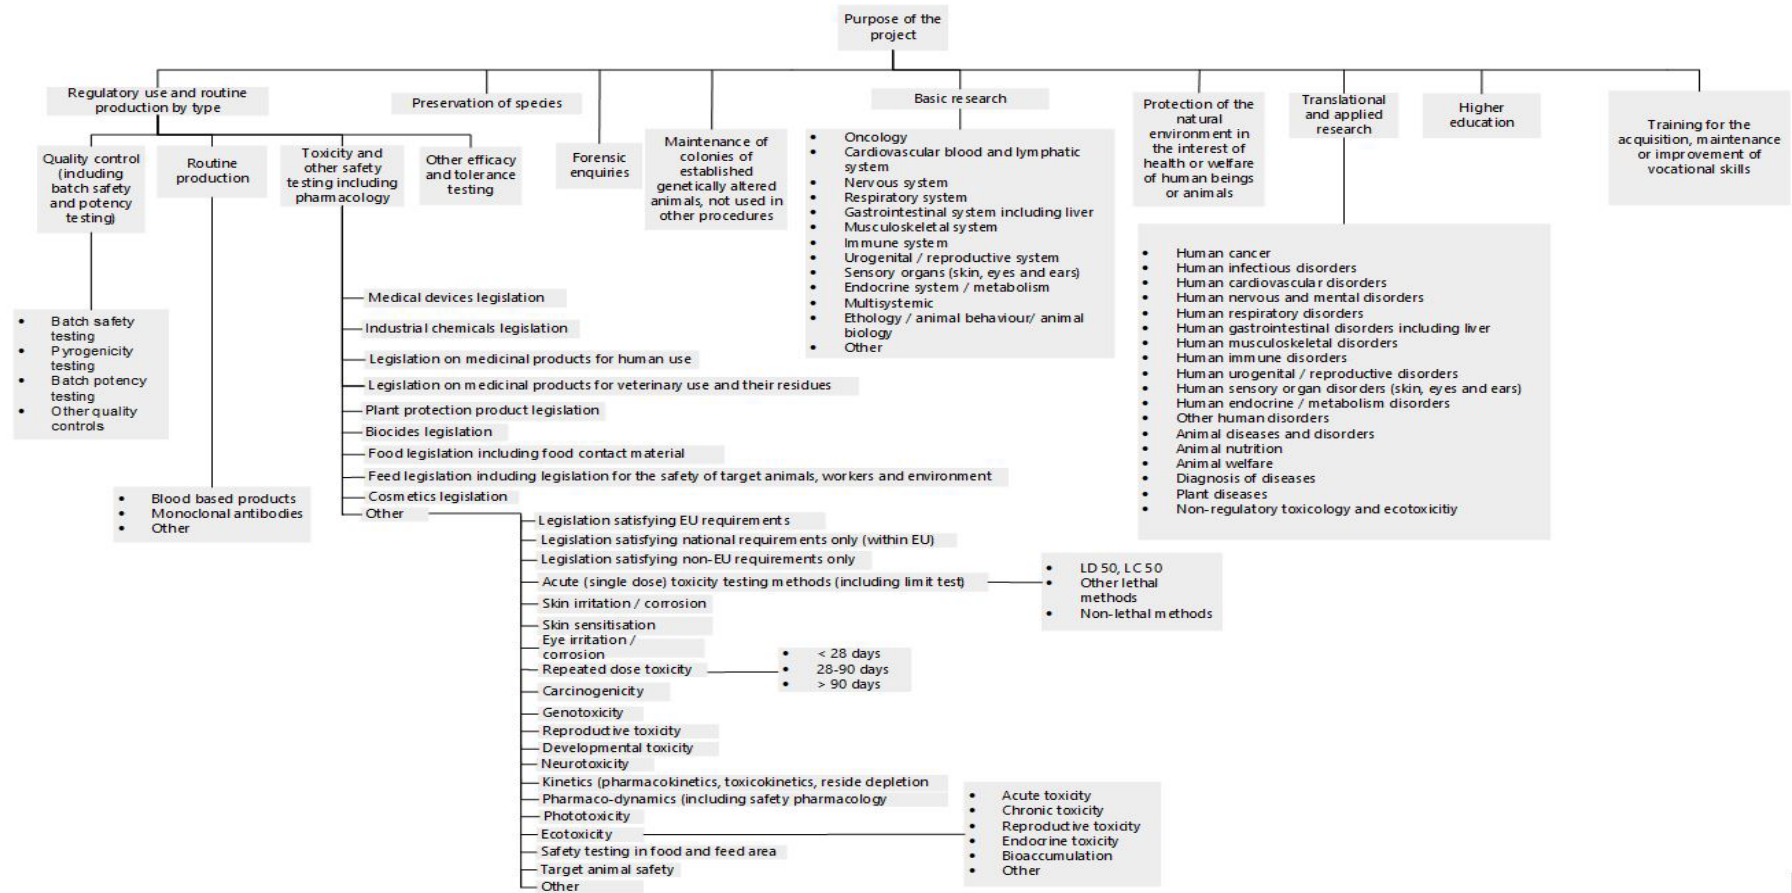 Purpose of the
project
Regulatory use and routine
production by type
Preservation of species
Forensic
enquiries
Maintenance of
colonies of
established
genetically altered
animals, not used in
other procedures
Basic research
Protection of the
natural
environment in
the interest of
health or welfare
of human beings
or animals
Translational
and applied
research
Higher
education
Training for the
acquisition, maintenance
or improvement of
vocational skills
Quality control
(including
batch safety
and potency
testing)
Routine
production
Toxicity and
other safety
testing including
pharmacology
Other efficacy
and tolerance
testing
• Oncology
• Cardiovascular blood and lymphatic
system
• Nervous system
• Respiratory system
• Gastrointestinal system including liver
• Musculoskeletal system
• Immune system
• Urogenital / reproductive system
• Sensory organs (skin, eyes and ears)
• Endocrine system / metabolism
• Multisystemic
• Ethology / animal behaviour/ animal
biology
• Other
• Human cancer
• Human infectious disorders
• Human cardiovascular disorders
• Human nervous and mental disorders
• Human respiratory disorders
• Human gastrointestinal disorders including liver
• Human musculoskeletal disorders
• Human immune disorders
• Human urogenital / reproductive disorders
• Human sensory organ disorders (skin, eyes and ears)
• Human endocrine / metabolism disorders
• Other human disorders
• Animal diseases and disorders
• Animal nutrition
• Animal welfare
• Diagnosis of diseases
• Plant diseases
• Non-regulatory toxicology and ecotoxicitiy
• Batch safety
testing
• Pyrogenicity
testing
• Batch potency
testing
• Other quality
controls
• Blood based products
• Monoclonal antibodies
• Other
Medical devices legislation
Industrial chemicals legislation
Legislation on medicinal products for human use
Legislation on medicinal products for veterinary use and their residues
Plant protection product legislation
Biocides legislation
Food legislation including food contact material
Feed legislation including legislation for the safety of target animals, workers and environment
Cosmetics legislation
Other
Legislation satisfying EU requirements
Legislation satisfying national requirements only (within EU)
Legislation satisfying non-EU requirements only
Acute (single dose) toxicity testing methods (including limit test)
• LD 50, LC 50
• Other lethal
methods
• Non-lethal methods
Skin irritation / corrosion
Skin sensitisation
Eye irritation /
corrosion
Repeated dose toxicity
• < 28 days
• 28-90 days
• > 90 days
Carcinogenicity
Genotoxicity
Reproductive toxicity
Developmental toxicity
Neurotoxicity
Kinetics (pharmacokinetics, toxicokinetics, reside depletion
Pharmaco-dynamics (including safety pharmacology
Phototoxicity
Ecotoxicity
• Acute toxicity
• Chronic toxicity
• Reproductive toxicity
• Endocrine toxicity
• Bioaccumulation
• Other
Safety testing in food and feed area
Target animal safety
Other